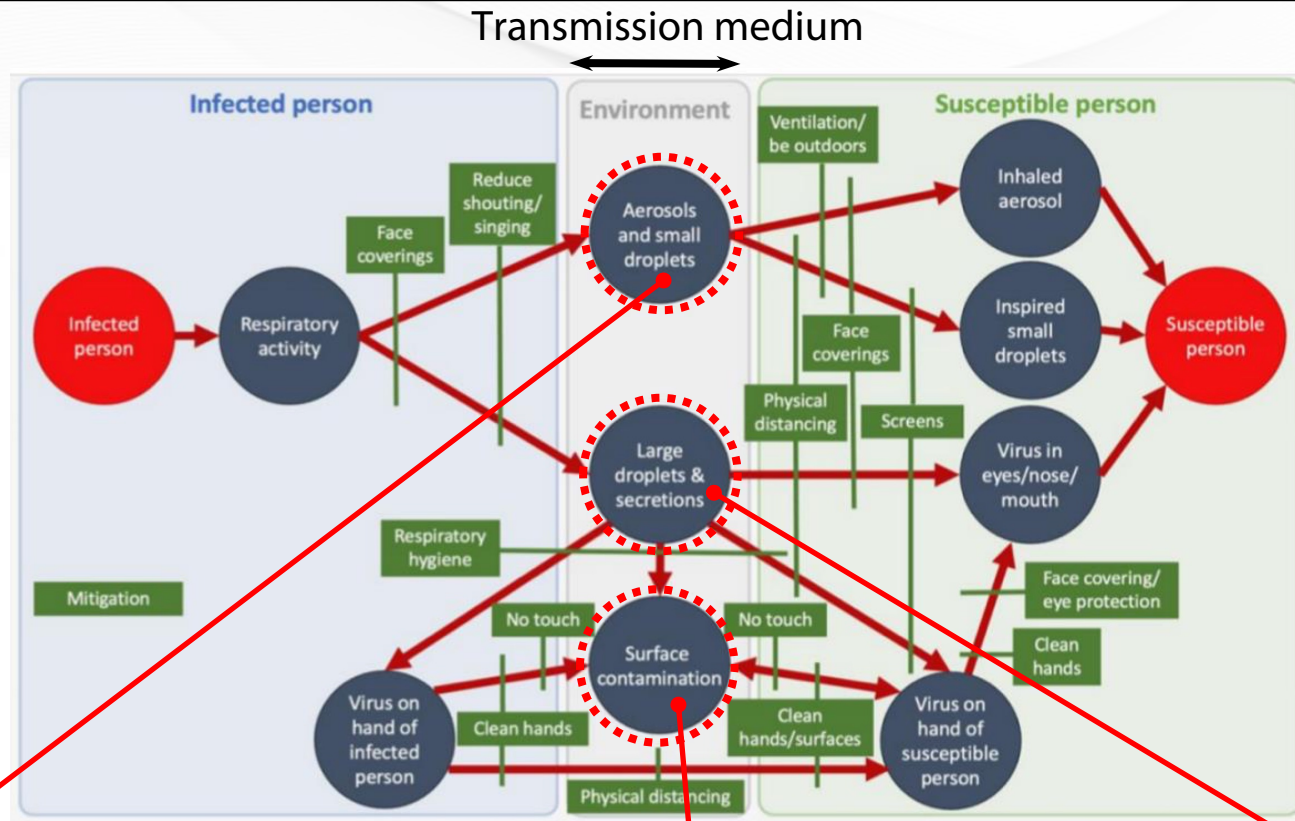 Transmission medium
Infected person
Environment
Susceptible person
Ventilation/
be outdoors
Reduce
shouting/
singing
Face
coverings
Aerosols
and small
droplets
Inhaled
aerosol
Infected
person
Respiratory
activity
Inspired
small
droplets
Susceptible
person
Face
coverings
Physical
distancing
Screens
Large
droplets &
secretions
Virus in
eyes/nose/
mouth
Respiratory
hygiene
Mitigation
Face covering/
eye protection
No touch
No touch
Clean
hands
Surface
contamination
Virus on
hand of
infected
person
Clean hands
Clean
hands/surfaces
Virus on
hand of
susceptible
person
Physical distancing